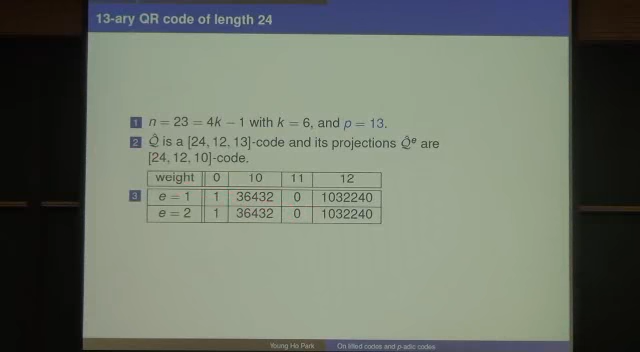 13-ary QR code of length 24
1 n = 23 = 4k − 1 with k = 6, and p = 13.
2 Q̂ is a [24, 12, 13]-code and its projections Q̂ᵉ are
[24, 12, 10]-code.
3
weight 0 10 11 12
e = 1 1 36432 0 1032240
e = 2 1 36432 0 1032240
Young Ho Park On lifted codes and p-adic codes